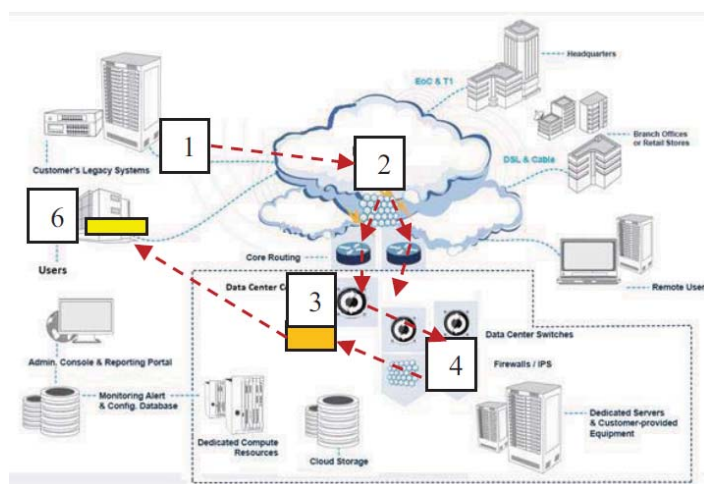 Headquarters
EoC & T1
1
2
Branch Offices
or Retail Stores
Customer's Legacy Systems
DSL & Cable
6
Core Routing
Users
Data Center C
3
Remote User
Data Center Switches
4
Firewalls / IPS
Admin. Console & Reporting Portal
Monitoring Alert
& Config. Database
Dedicated Servers
& Customer-provided
Equipment
Dedicated Compute
Resources
Cloud Storage